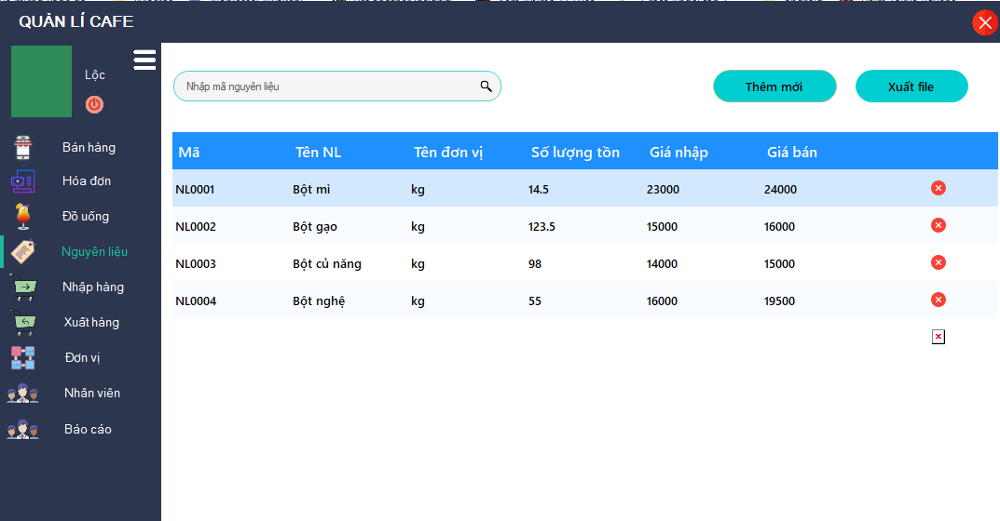 QUẢN LÍ CAFE
Lộc
Nhập mã nguyên liệu
Thêm mới
Xuất file
Bán hàng
Hóa đơn
Đồ uống
Nguyên liệu
Nhập hàng
Xuất hàng
Đơn vị
Nhân viên
Báo cáo
Mã Tên NL Tên đơn vị Số lượng tồn Giá nhập Giá bán
NL0001 Bột mì kg 14.5 23000 24000
NL0002 Bột gạo kg 123.5 15000 16000
NL0003 Bột củ năng kg 98 14000 15000
NL0004 Bột nghệ kg 55 16000 19500